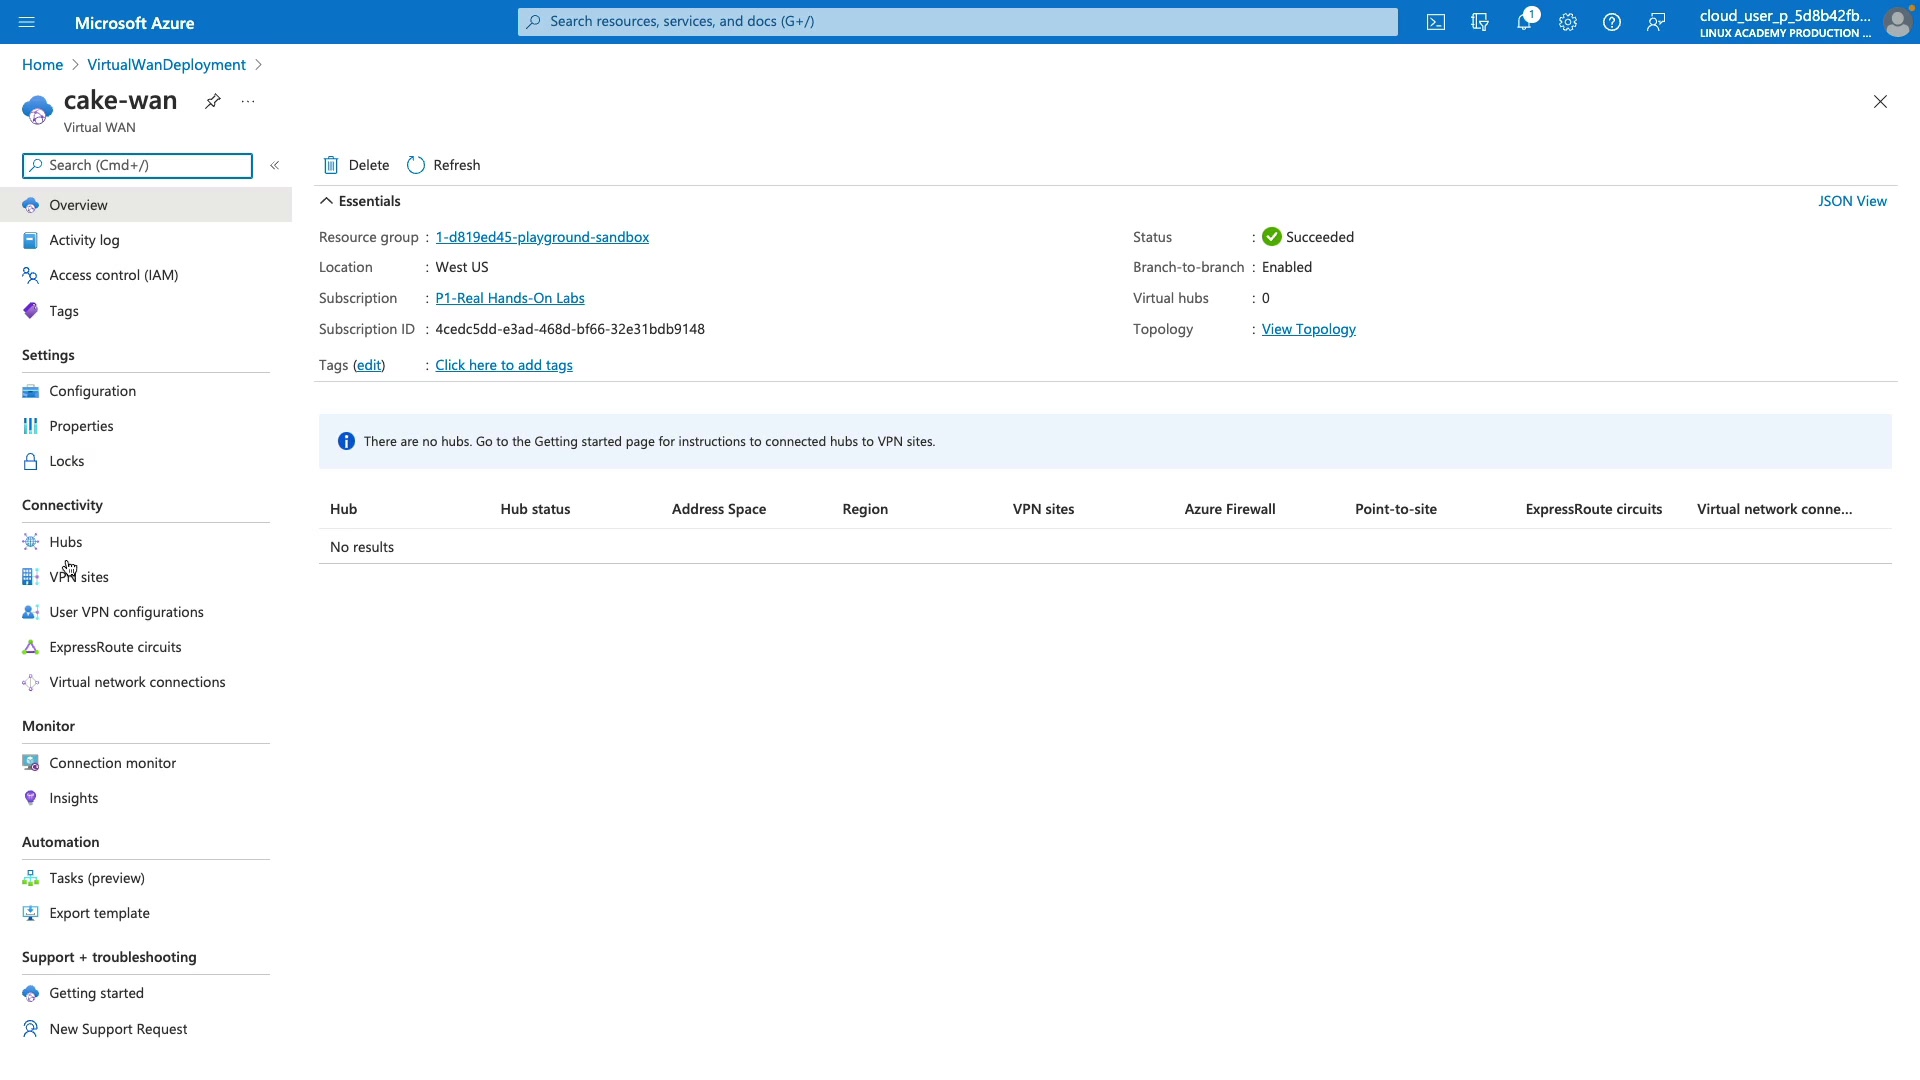 Microsoft Azure
Search resources, services, and docs (G+/)
1
cloud_user_p_5d8b42fb...
LINUX ACADEMY PRODUCTION ...
Home > VirtualWanDeployment >
cake-wan ...
Virtual WAN
Search (Cmd+/) «
Delete Refresh
Overview
Activity log
Access control (IAM)
Tags
Settings
Configuration
Properties
Locks
Connectivity
Hubs
VPN sites
User VPN configurations
ExpressRoute circuits
Virtual network connections
Monitor
Connection monitor
Insights
Automation
Tasks (preview)
Export template
Support + troubleshooting
Getting started
New Support Request
Essentials JSON View
Resource group : 1-d819ed45-playground-sandbox
Location : West US
Subscription : P1-Real Hands-On Labs
Subscription ID : 4cedc5dd-e3ad-468d-bf66-32e31bdb9148
Tags (edit) : Click here to add tags
Status : Succeeded
Branch-to-branch : Enabled
Virtual hubs : 0
Topology : View Topology
There are no hubs. Go to the Getting started page for instructions to connected hubs to VPN sites.
Hub Hub status Address Space Region VPN sites Azure Firewall Point-to-site ExpressRoute circuits Virtual network conne...
No results